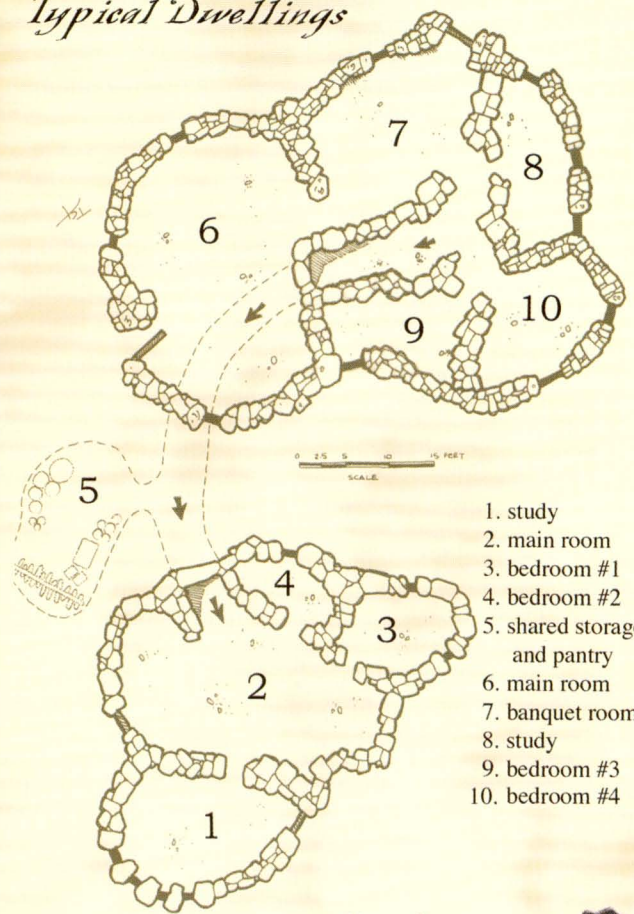 Typical Dwellings
7
8
6
10
9
0 2.5 5 10 15 FEET
SCALE
5
1. study
2. main room
3. bedroom #1
4. bedroom #2
5. shared storage
and pantry
6. main room
7. banquet room
8. study
9. bedroom #3
10. bedroom #4
4
3
2
1